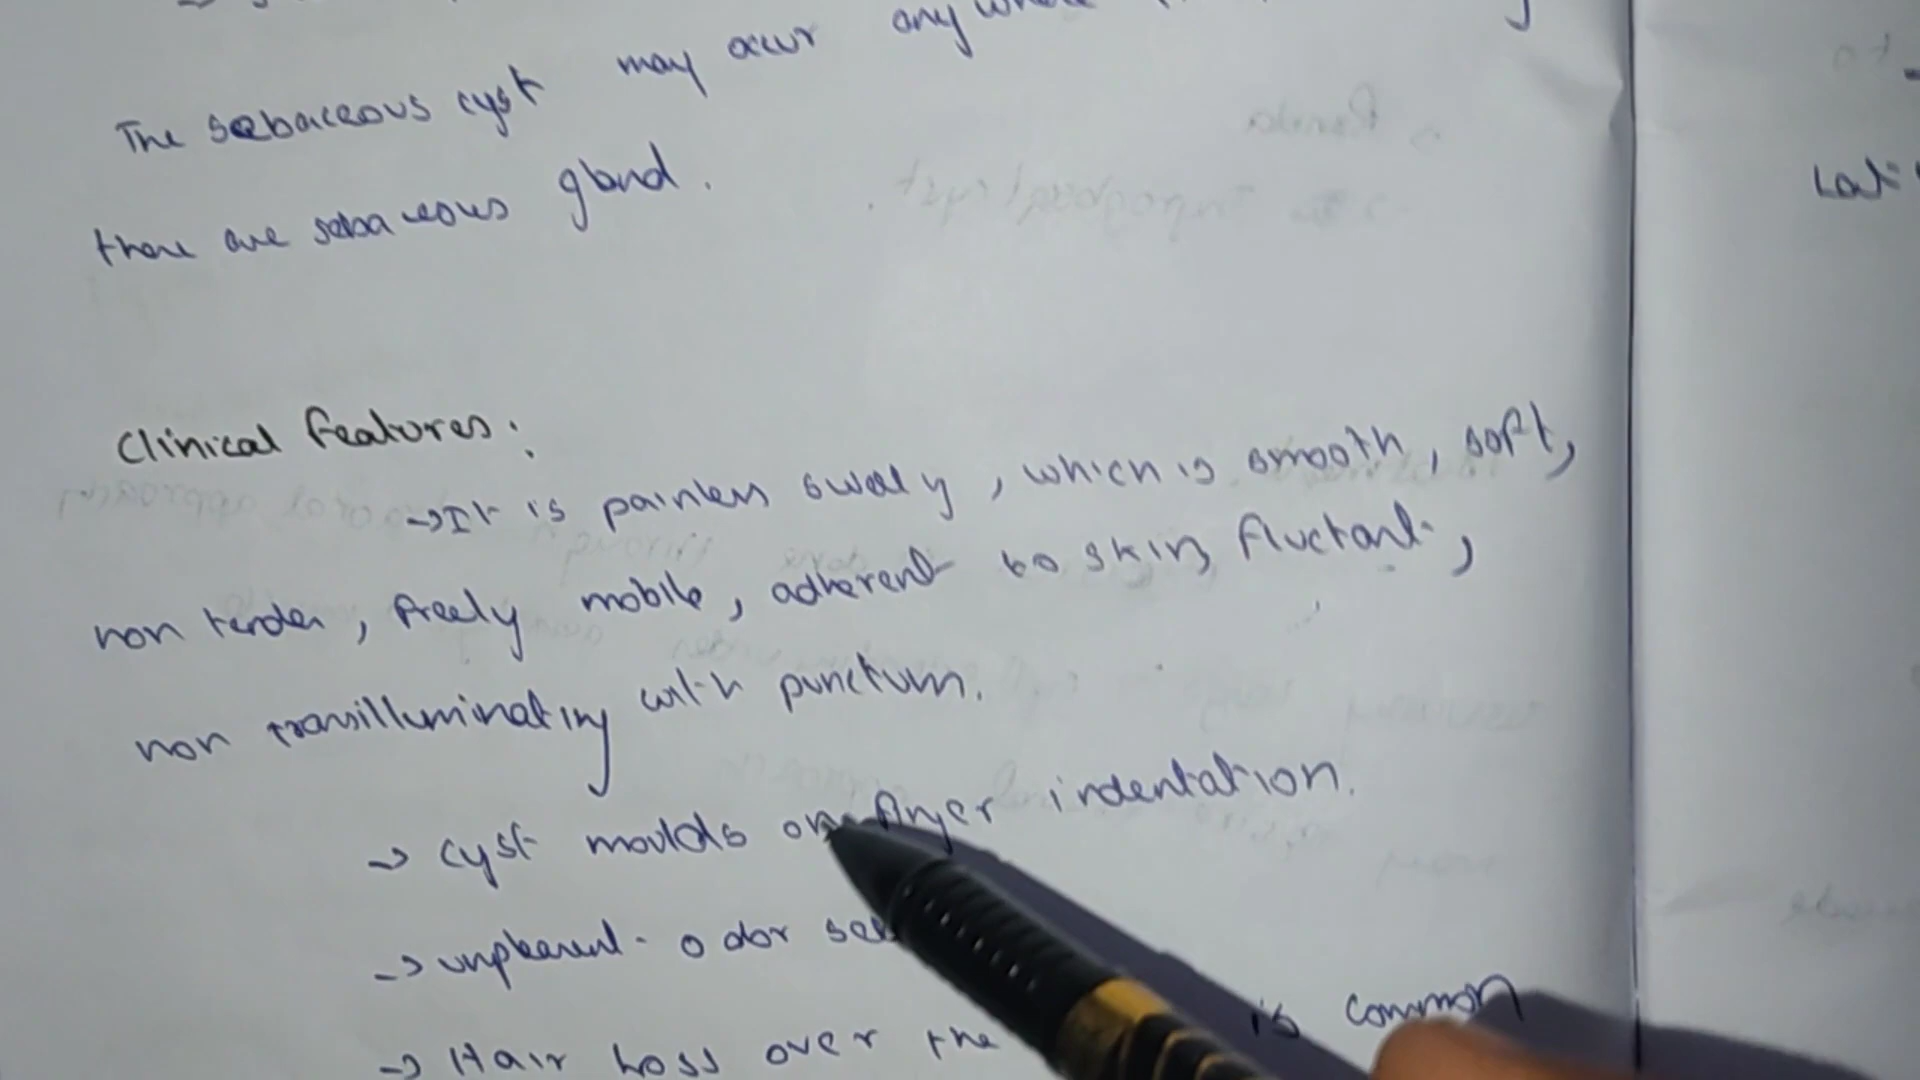 The sebaceous cyst may occur anywhere
there are sebaceous gland.
Clinical features:
→It is painless swelly, which is smooth, soft,
non tender, freely mobile, adherent to skin, fluctant,
non transilluminating with punctum.
→ cyst moulds on finger indentation.
→ unpleasent odor
→ Hair loss over the is common